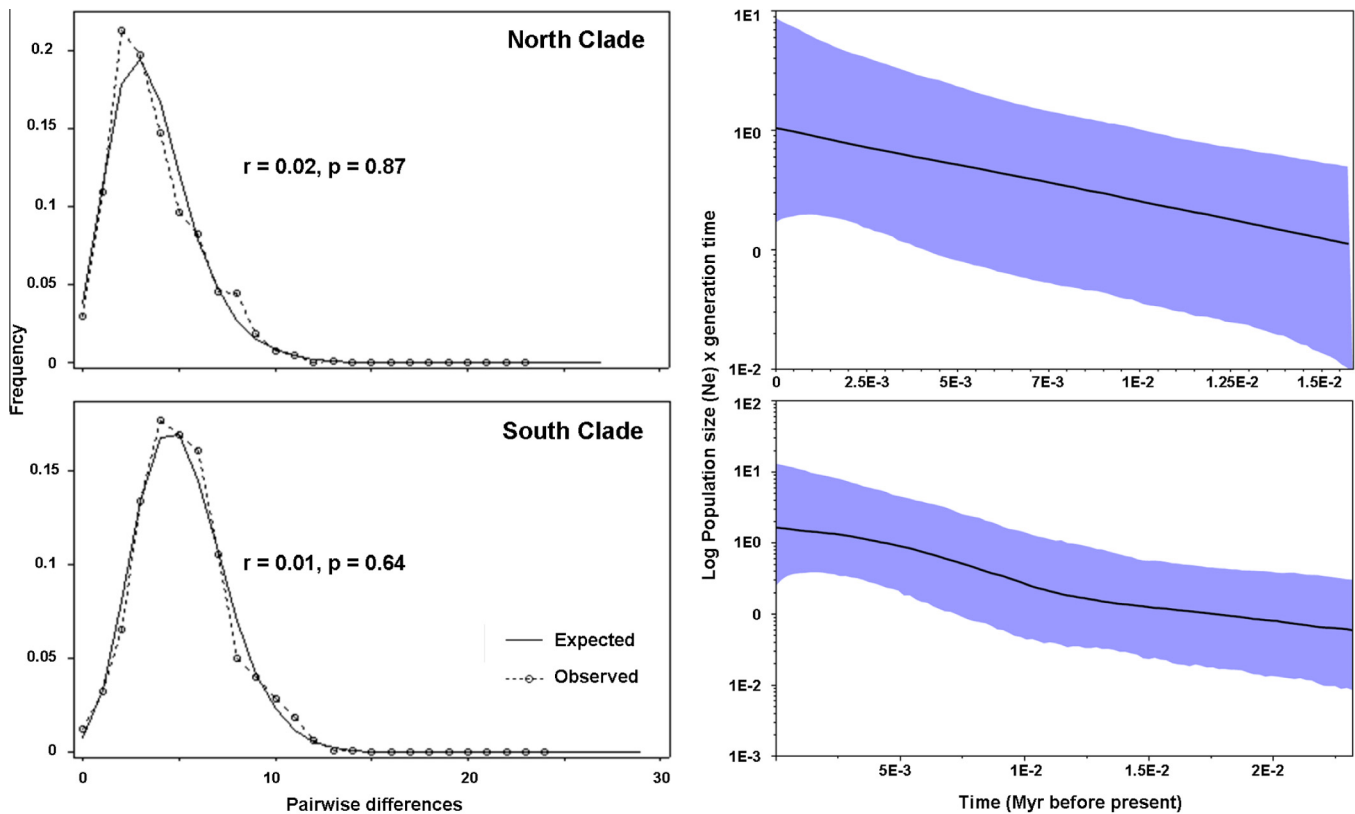 Frequency
0.2
0.15
0.1
0.05
0
North Clade
r = 0.02, p = 0.87
0.15
0.1
0.05
0
South Clade
r = 0.01, p = 0.64
Expected
Observed
0 10 20 30
Pairwise differences
Log Population size (Ne) x generation time
1E1
1E0
0
1E-2
0 2.5E-3 5E-3 7E-3 1E-2 1.25E-2 1.5E-2
1E2
1E1
1E0
0
1E-2
1E-3
5E-3 1E-2 1.5E-2 2E-2
Time (Myr before present)